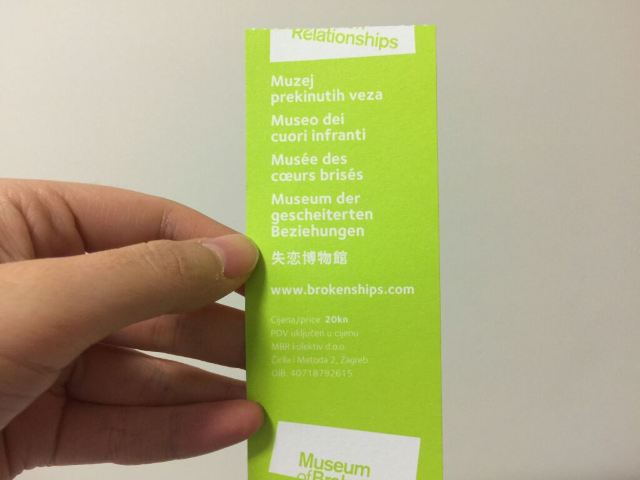 Relationships
Muzej
prekinutih veza
Museo dei
cuori infranti
Musée des
cœurs brisés
Museum der
gescheiterten
Beziehungen
失恋博物館
www.brokenships.com
Cijena/price 20kn
PDV uključen u cijenu
MBR kolektiv d.o.o.
Ćirila i Metoda 2, Zagreb
OIB: 40718792615
Museum